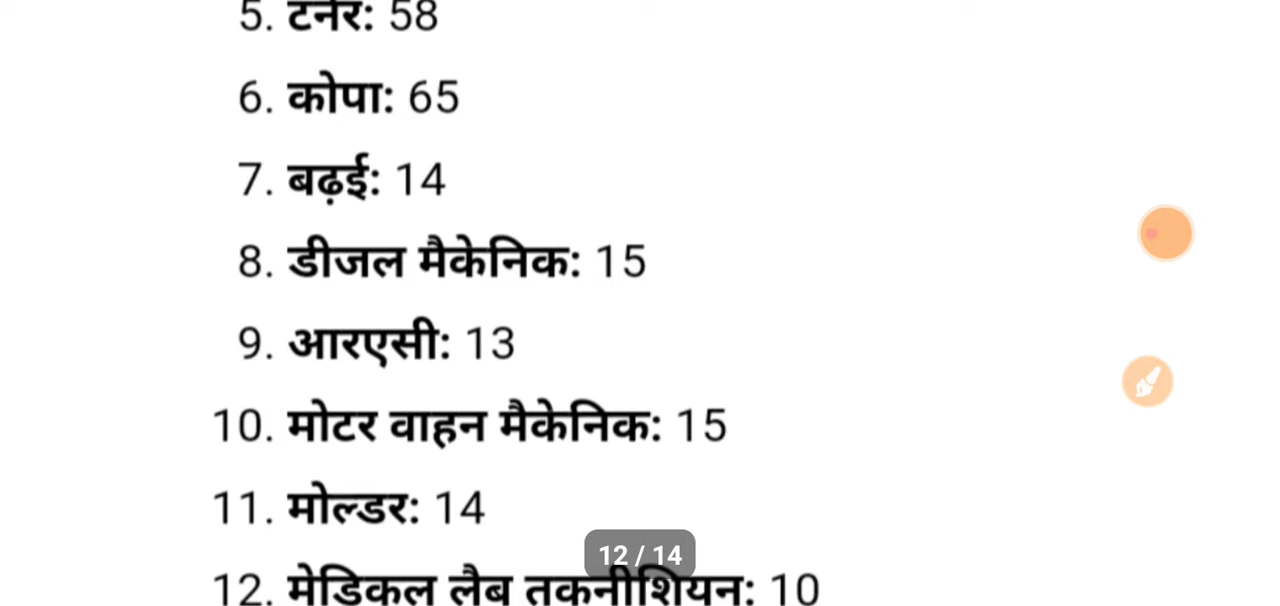 5. टर्नर: 58
6. कोपा: 65
7. बढ़ई: 14
8. डीजल मैकेनिक: 15
9. आरएसी: 13
10. मोटर वाहन मैकेनिक: 15
11. मोल्डर: 14
12 / 14
12. मेडिकल लैब तकनीशियन: 10